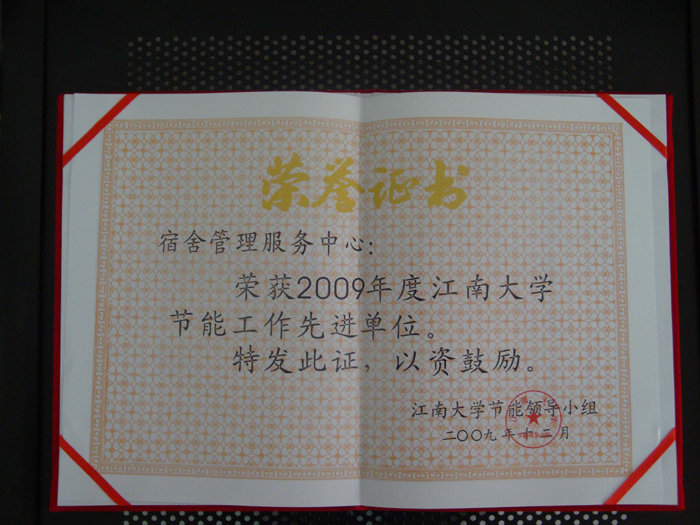 荣誉证书
宿舍管理服务中心：
荣获2009年度江南大学
节能工作先进单位。
特发此证，以资鼓励。
江南大学节能领导小组
二〇〇九年十二月